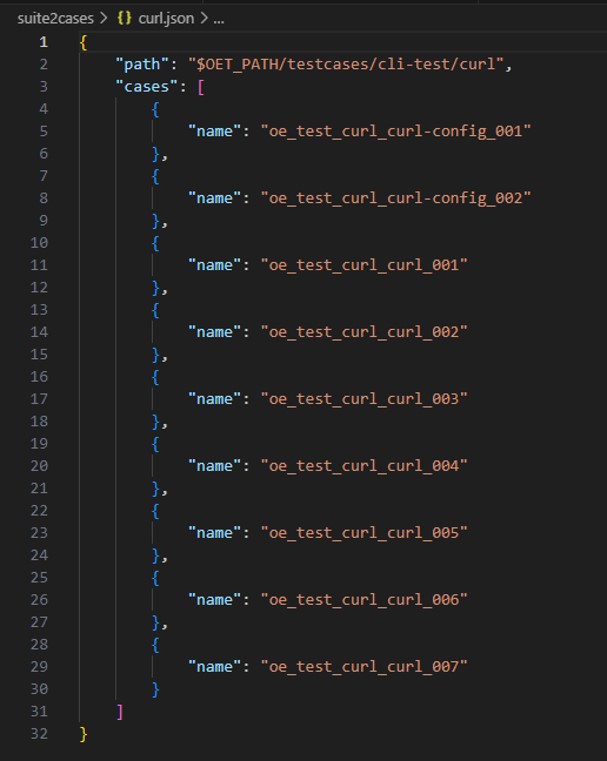 suite2cases > {} curl.json > ...
1 {
2     "path": "$OET_PATH/testcases/cli-test/curl",
3     "cases": [
4         {
5             "name": "oe_test_curl_curl-config_001"
6         },
7         {
8             "name": "oe_test_curl_curl-config_002"
9         },
10         {
11             "name": "oe_test_curl_curl_001"
12         },
13         {
14             "name": "oe_test_curl_curl_002"
15         },
16         {
17             "name": "oe_test_curl_curl_003"
18         },
19         {
20             "name": "oe_test_curl_curl_004"
21         },
22         {
23             "name": "oe_test_curl_curl_005"
24         },
25         {
26             "name": "oe_test_curl_curl_006"
27         },
28         {
29             "name": "oe_test_curl_curl_007"
30         }
31     ]
32 }